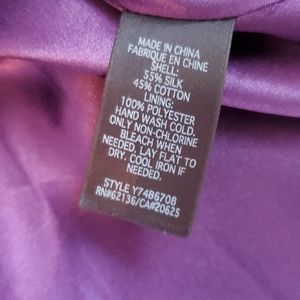 MADE IN CHINA
FABRIQUE EN CHINE
SHELL:
55% SILK
45% COTTON
LINING:
100% POLYESTER
HAND WASH COLD.
ONLY NON-CHLORINE
BLEACH WHEN
NEEDED. LAY FLAT TO
DRY. COOL IRON IF
NEEDED.
STYLE Y74B6708
RN#62136/CA#20625